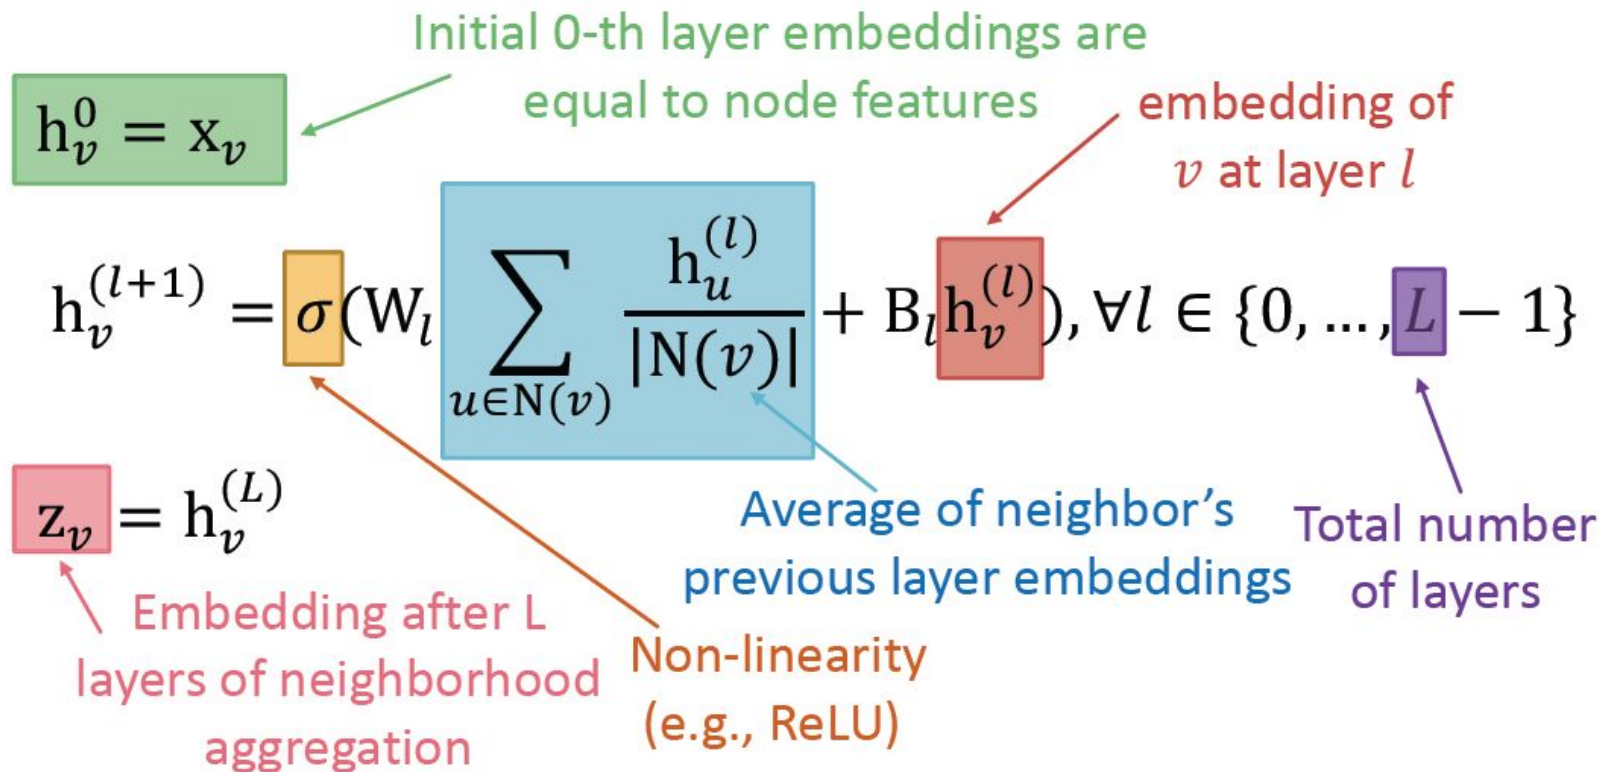 Initial 0-th layer embeddings are
equal to node features
h_v^0 = x_v
embedding of
v at layer l
h_v^{(l+1)} = σ(W_l ∑_{u∈N(v)} h_u^{(l)} / |N(v)| + B_l h_v^{(l)}), ∀l ∈ {0, ..., L − 1}
z_v = h_v^{(L)}
Average of neighbor's
previous layer embeddings
Total number
of layers
Embedding after L
layers of neighborhood
aggregation
Non-linearity
(e.g., ReLU)